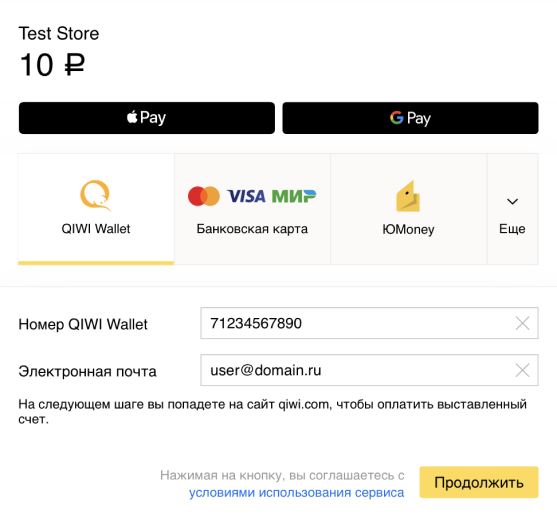 Test Store
10 ₽
Pay
G Pay
QIWI Wallet
VISA МИР
Банковская карта
ЮMoney
Еще
Номер QIWI Wallet
71234567890
Электронная почта
user@domain.ru
На следующем шаге вы попадете на сайт qiwi.com, чтобы оплатить выставленный
счет.
Нажимая на кнопку, вы соглашаетесь с
условиями использования сервиса
Продолжить